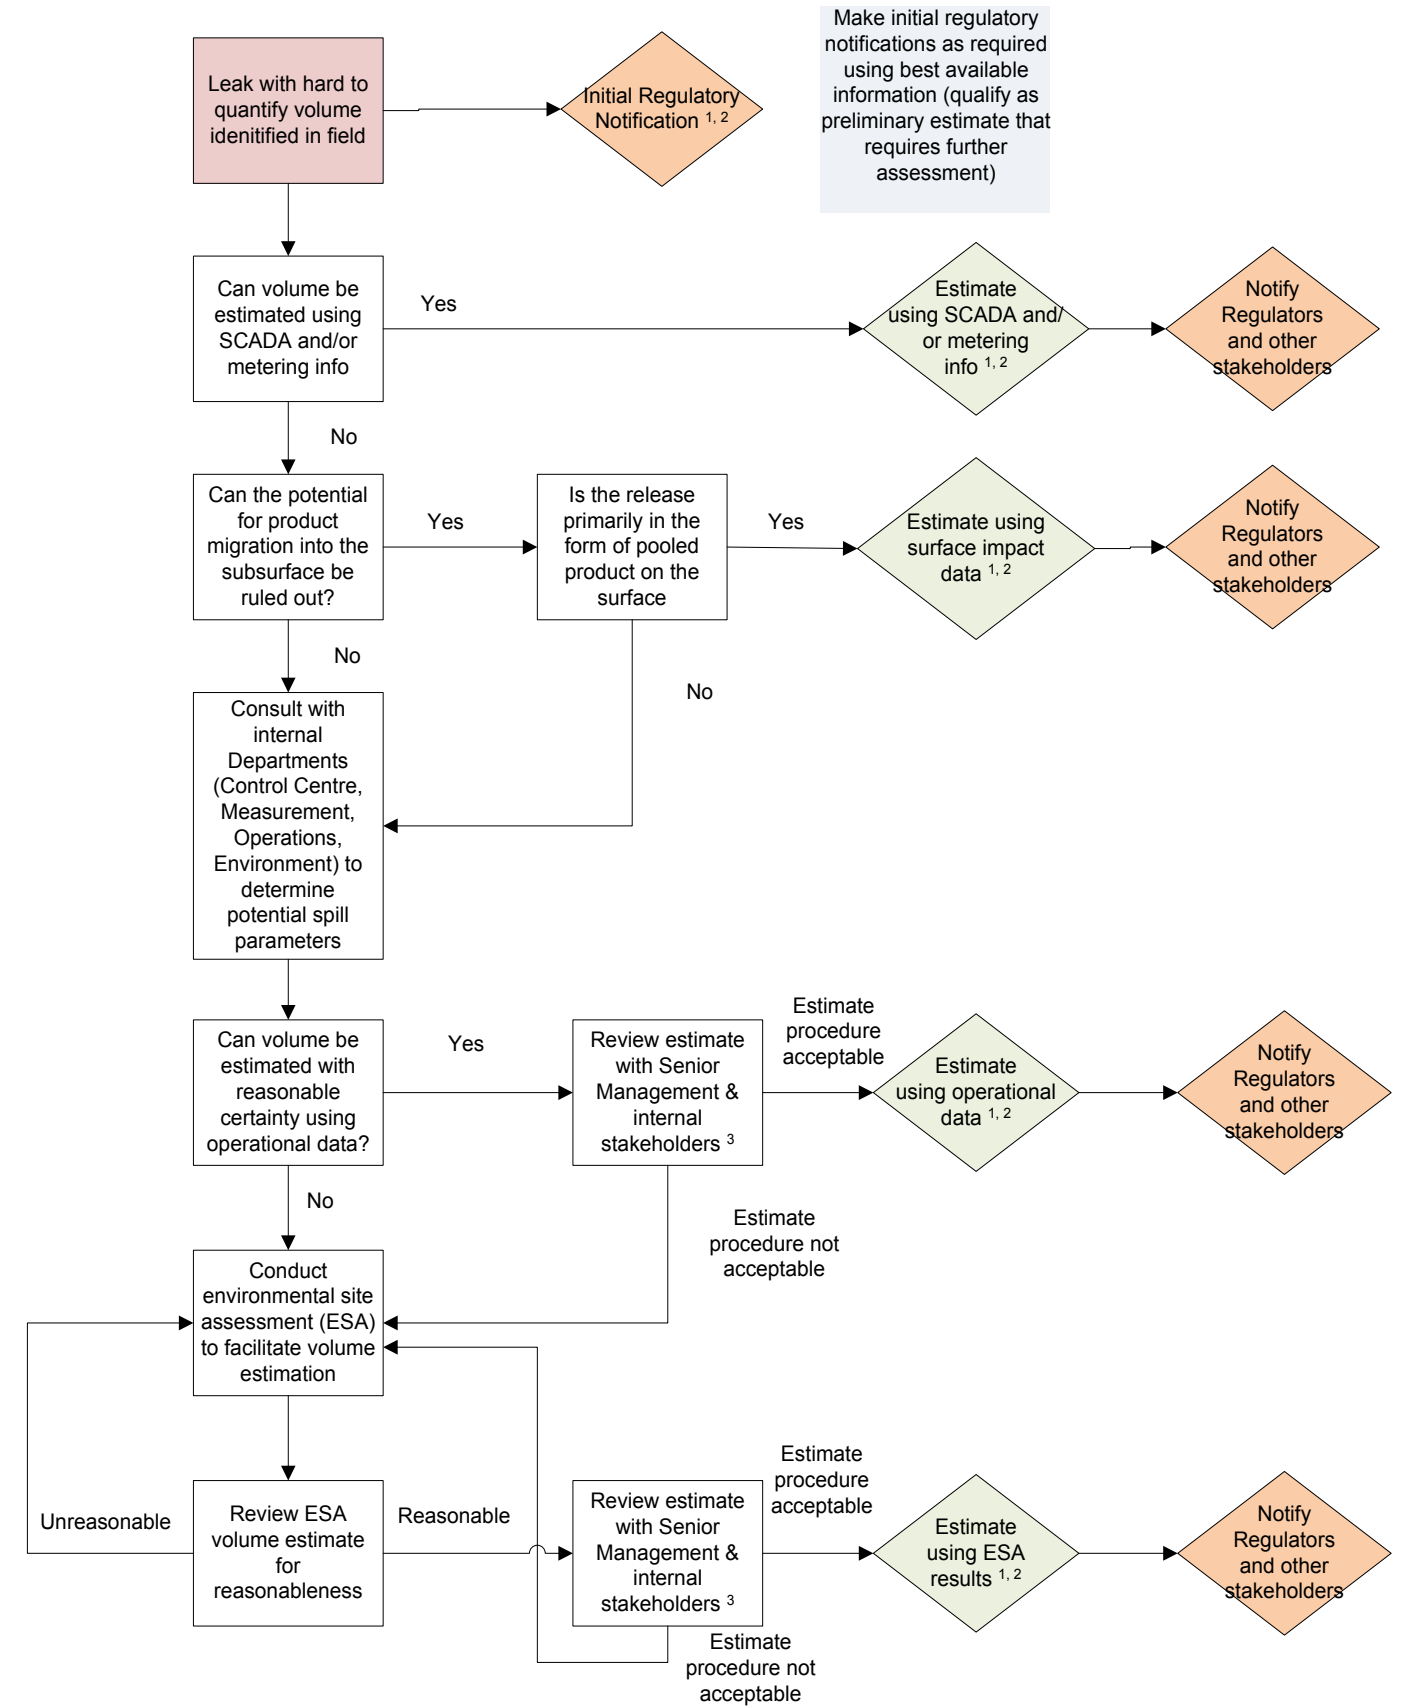 Leak with hard to
quantify volume
idenitified in field
Initial Regulatory
Notification 1, 2
Make initial regulatory
notifications as required
using best available
information (qualify as
preliminary estimate that
requires further
assessment)
Can volume be
estimated using
SCADA and/or
metering info
Yes
Estimate
using SCADA and/
or metering
info 1, 2
Notify
Regulators
and other
stakeholders
No
Can the potential
for product
migration into the
subsurface be
ruled out?
Yes
Is the release
primarily in the
form of pooled
product on the
surface
Yes
Estimate using
surface impact
data 1, 2
Notify
Regulators
and other
stakeholders
No
No
Consult with
internal
Departments
(Control Centre,
Measurement,
Operations,
Environment) to
determine
potential spill
parameters
Can volume be
estimated with
reasonable
certainty using
operational data?
Yes
Review estimate
with Senior
Management &
internal
stakeholders 3
Estimate
procedure
acceptable
Estimate
using operational
data 1, 2
Notify
Regulators
and other
stakeholders
No
Estimate
procedure not
acceptable
Conduct
environmental site
assessment (ESA)
to facilitate volume
estimation
Unreasonable
Review ESA
volume estimate
for
reasonableness
Reasonable
Review estimate
with Senior
Management &
internal
stakeholders 3
Estimate
procedure
acceptable
Estimate
using ESA
results 1, 2
Notify
Regulators
and other
stakeholders
Estimate
procedure not
acceptable